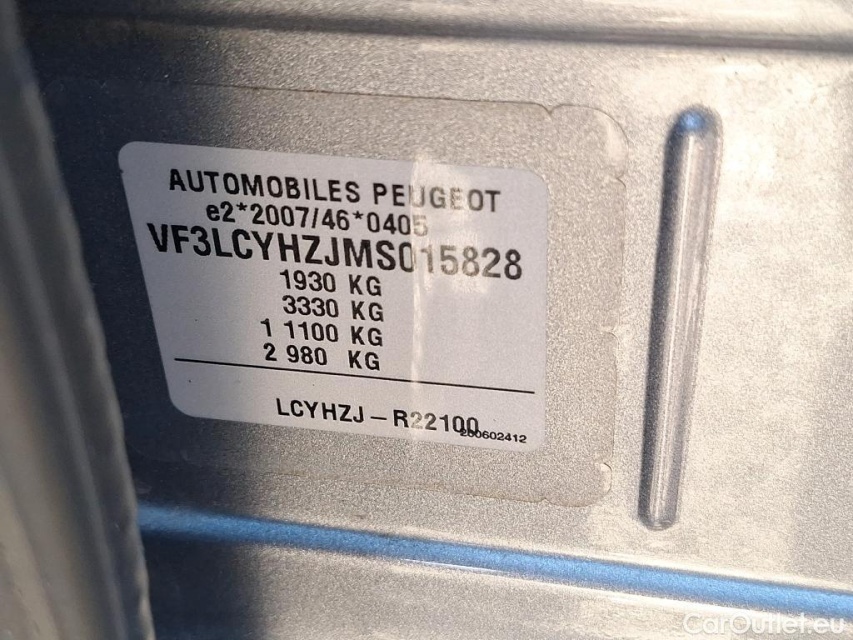 AUTOMOBILES PEUGEOT
e2*2007/46*0405
VF3LCYHZJMS015828
1930 KG
3330 KG
1 1100 KG
2 980 KG
LCYHZJ – R22100
200602412
CarOutlet.eu